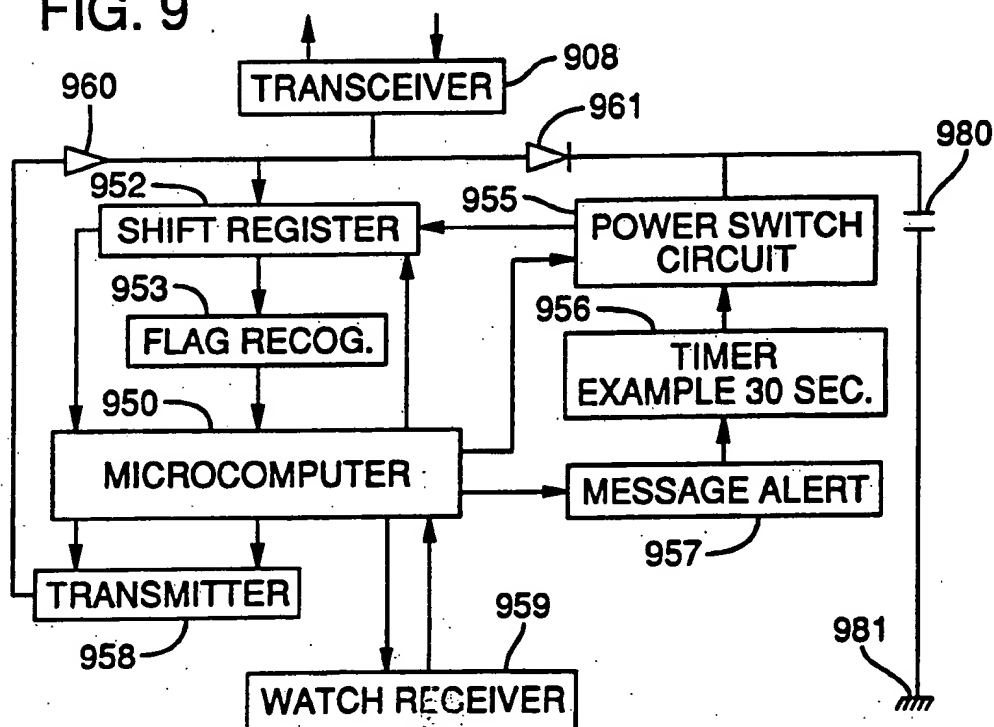 FIG. 9
TRANSCEIVER
908
960
961
980
952
955
SHIFT REGISTER
POWER SWITCH
CIRCUIT
953
956
FLAG RECOG.
TIMER
EXAMPLE 30 SEC.
950
MICROCOMPUTER
MESSAGE ALERT
957
TRANSMITTER
958
959
981
WATCH RECEIVER